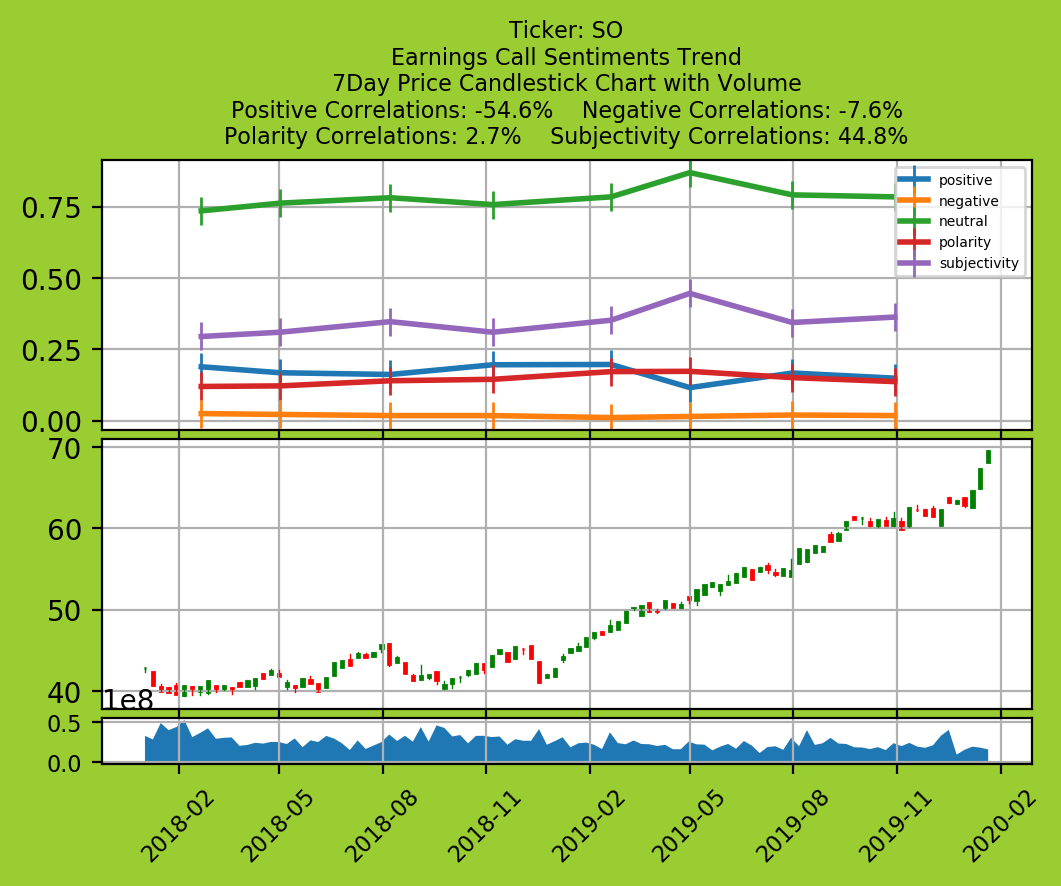 Ticker: SO
Earnings Call Sentiments Trend
7Day Price Candlestick Chart with Volume
Positive Correlations: -54.6%    Negative Correlations: -7.6%
Polarity Correlations: 2.7%    Subjectivity Correlations: 44.8%
positive
negative
neutral
polarity
subjectivity
0.75
0.50
0.25
0.00
70
60
50
40
1e8
0.5
0.0
2018-02
2018-05
2018-08
2018-11
2019-02
2019-05
2019-08
2019-11
2020-02